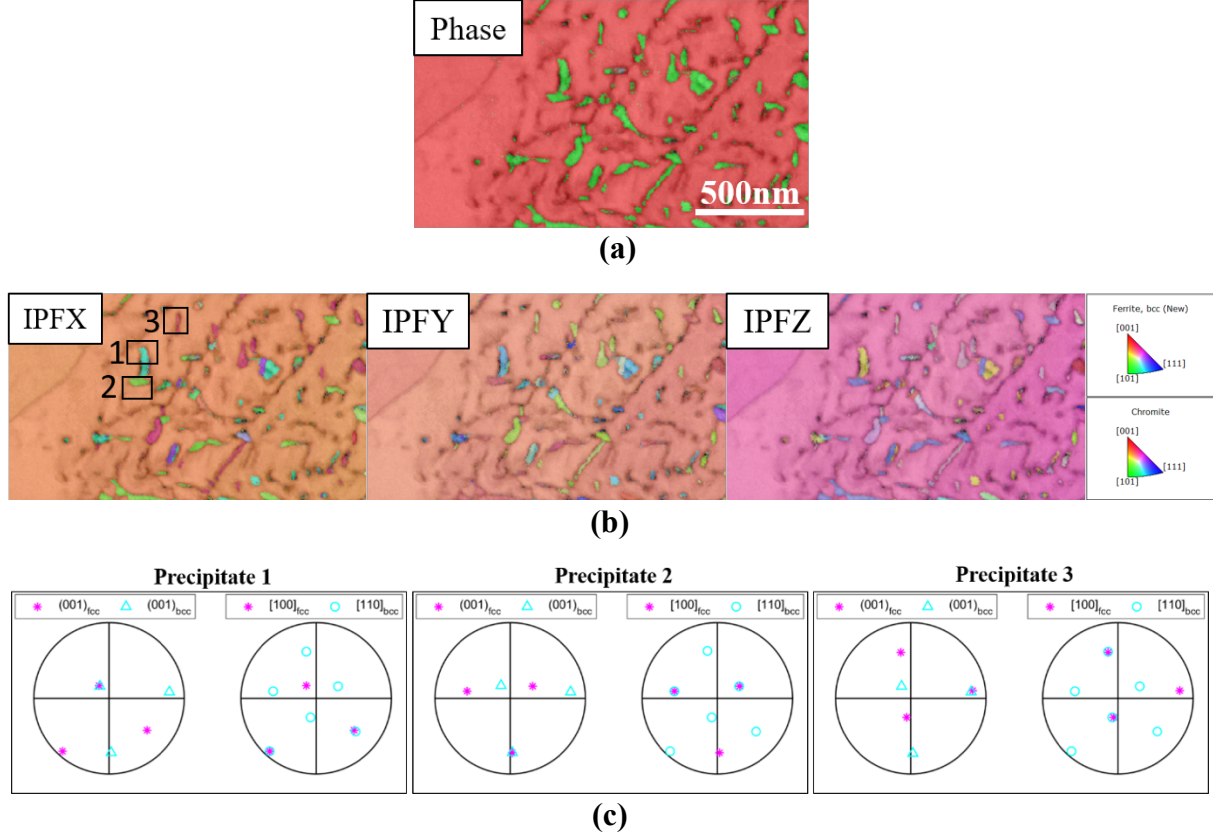 Phase
500nm
(a)
IPFX
IPFY
IPFZ
3
1
2
Ferrite, bcc (New)
[001]
[111]
[101]
Chromite
[001]
[111]
[101]
(b)
Precipitate 1
Precipitate 2
Precipitate 3
(001)fcc (001)bcc
[100]fcc [110]bcc
(001)fcc (001)bcc
[100]fcc [110]bcc
(001)fcc (001)bcc
[100]fcc [110]bcc
(c)